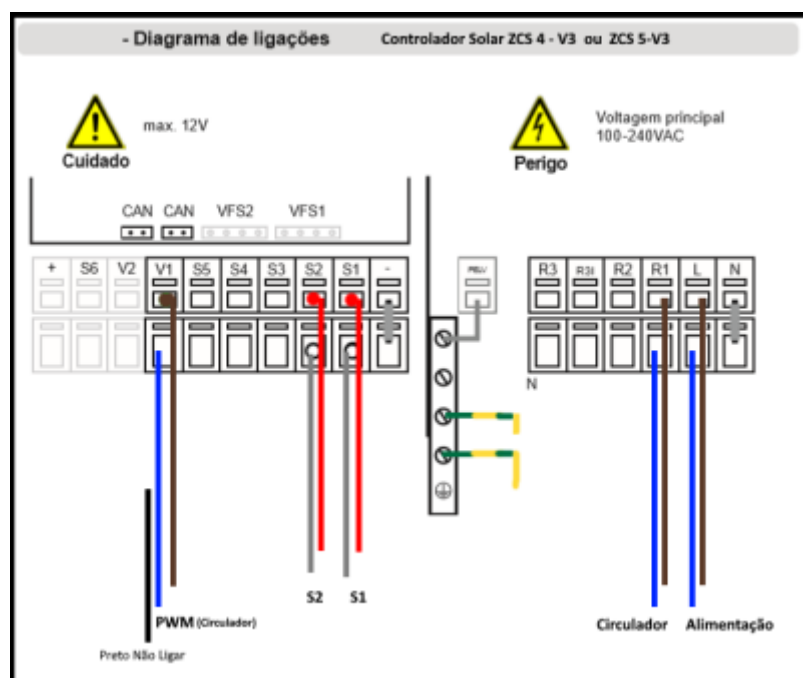 - Diagrama de ligações Controlador Solar ZCS 4 - V3 ou ZCS 5-V3
max. 12V
Cuidado
Voltagem principal
100-240VAC
Perigo
CAN CAN VFS2 VFS1
+ S6 V2 V1 S5 S4 S3 S2 S1 -
R3 R3I R2 R1 L N
N
S2 S1
PWM (Circulador)
Circulador Alimentação
Preto Não Ligar